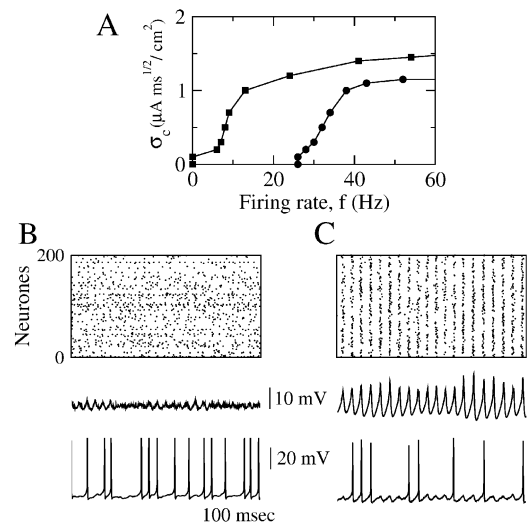 A
2
1
0
σc (μA ms1/2/ cm2)
0 20 40 60
Firing rate, f (Hz)
B
C
200
Neurones
0
10 mV
20 mV
100 msec